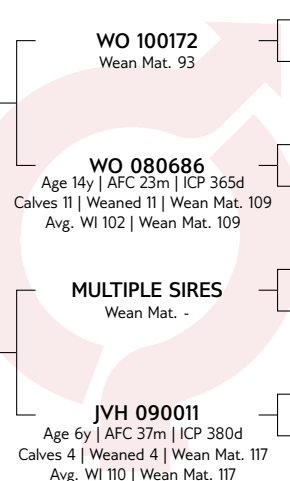 WO 100172
Wean Mat. 93
WO 080686
Age 14y | AFC 23m | ICP 365d
Calves 11 | Weaned 11 | Wean Mat. 109
Avg. WI 102 | Wean Mat. 109
MULTIPLE SIRES
Wean Mat. -
JVH 090011
Age 6y | AFC 37m | ICP 380d
Calves 4 | Weaned 4 | Wean Mat. 117
Avg. WI 110 | Wean Mat. 117